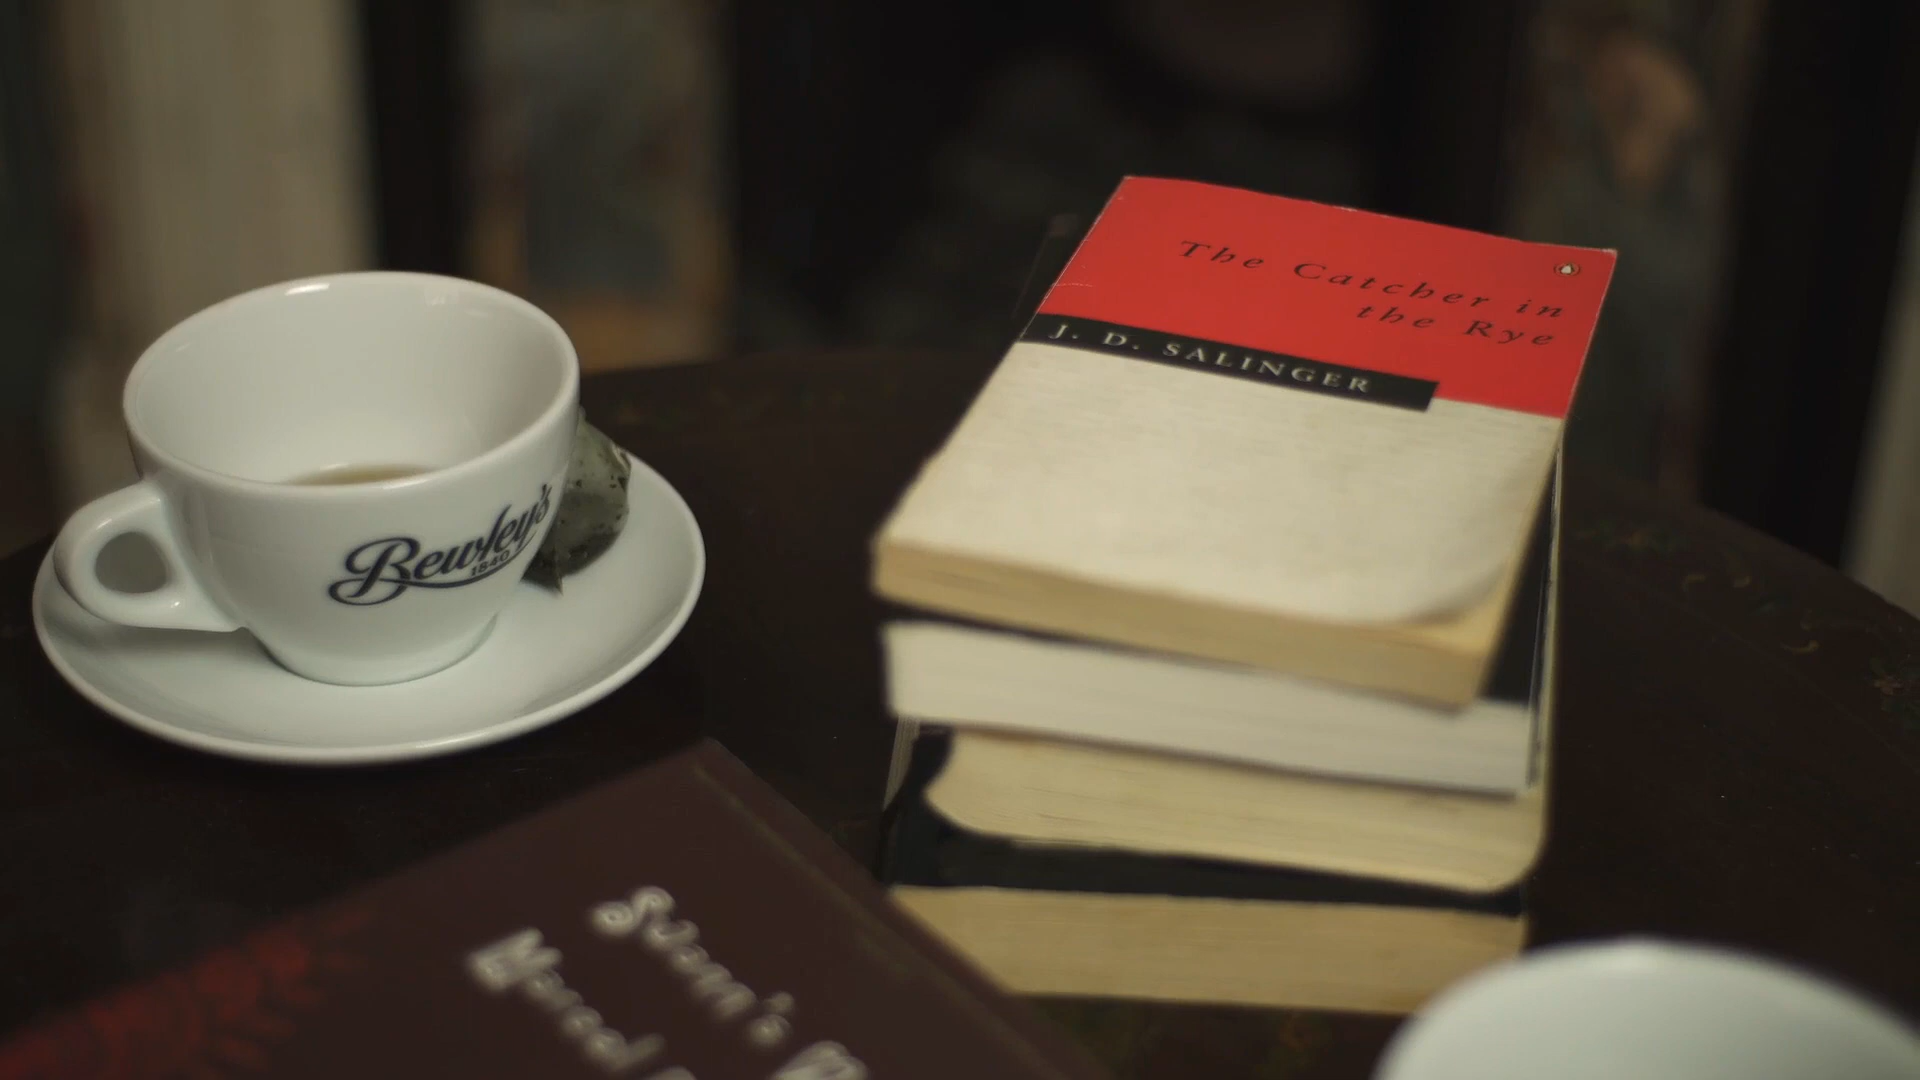 The Catcher in
the Rye
J. D. SALINGER
Bewley's
1840